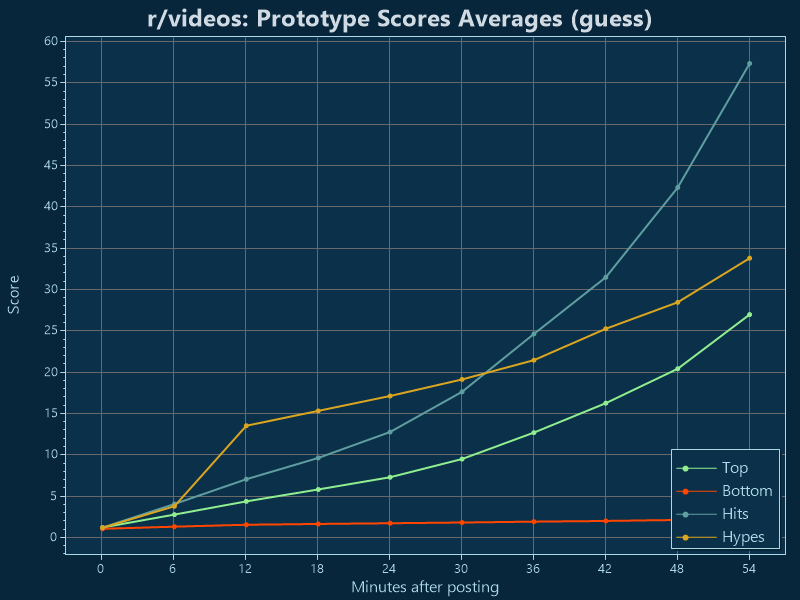 r/videos: Prototype Scores Averages (guess)
60
55
50
45
40
35
30
25
20
15
10
5
0
Score
0 6 12 18 24 30 36 42 48 54
Minutes after posting
Top
Bottom
Hits
Hypes